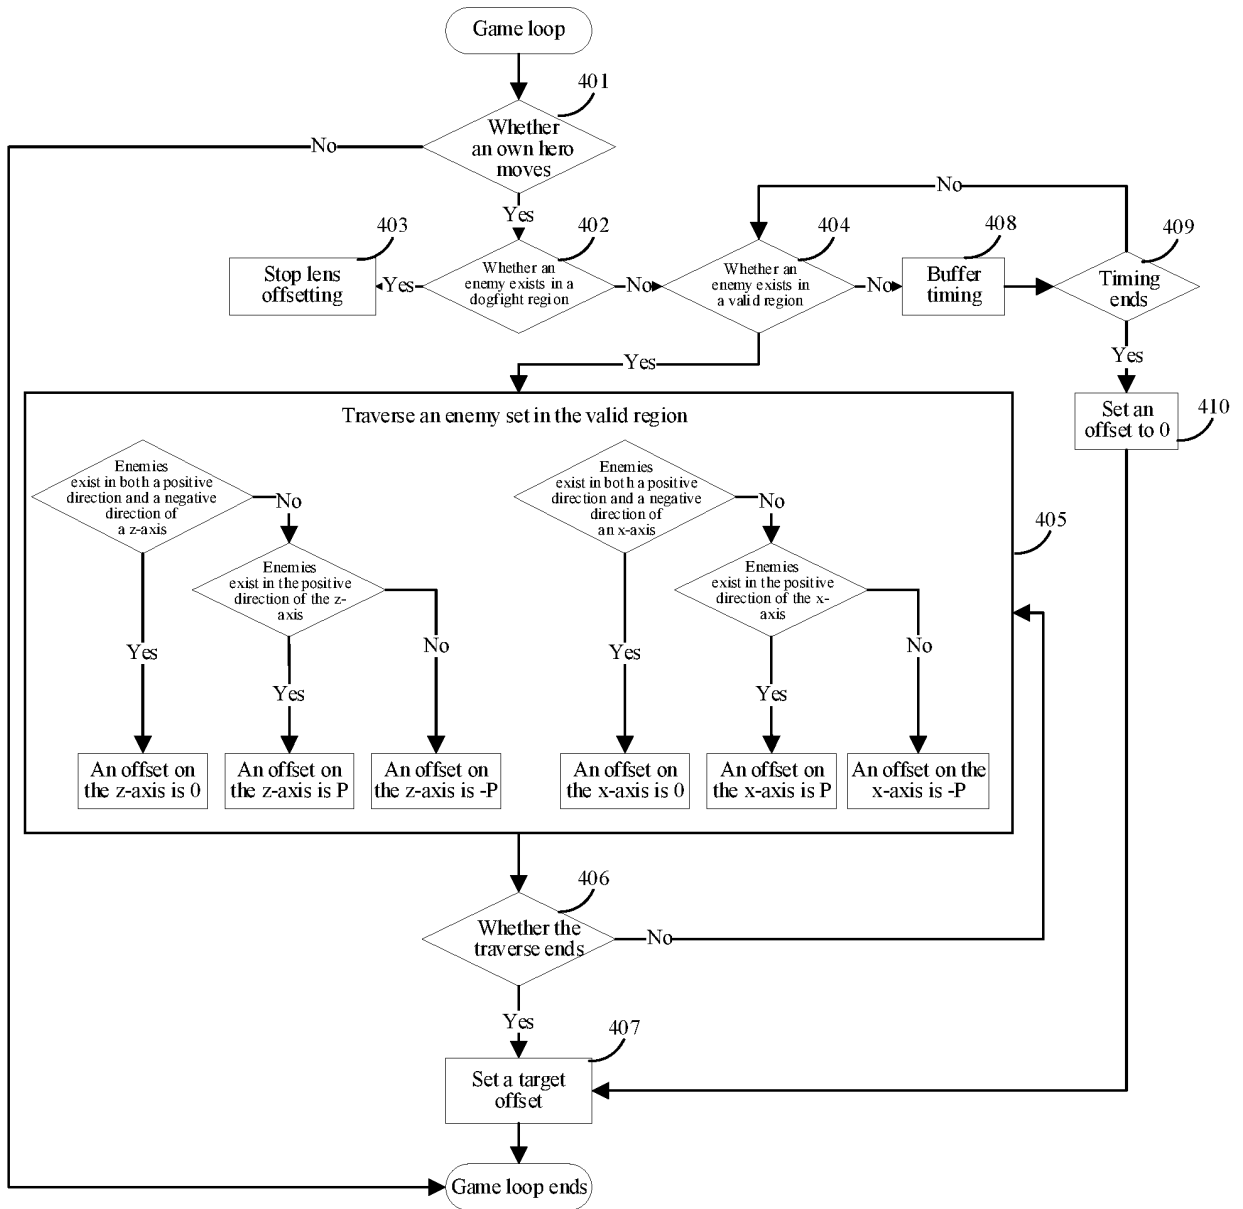 Game loop
401
Whether
an own hero
moves
No
Yes
No
403
402
404
408
409
Stop lens
offsetting
Yes
Whether an
enemy exists in a
dogfight region
No
Whether an
enemy exists in
a valid region
No
Buffer
timing
Timing
ends
Yes
Yes
Set an
offset to 0
410
Traverse an enemy set in the valid region
Enemies
exist in both a positive
direction and a negative
direction of
a z-axis
No
Enemies
exist in both a positive
direction and a negative
direction of
an x-axis
No
405
Enemies
exist in the positive
direction of the z-
axis
Enemies
exist in the positive
direction of the x-
axis
Yes
No
Yes
No
Yes
Yes
An offset on
the z-axis is 0
An offset on
the z-axis is P
An offset on
the z-axis is -P
An offset on
the x-axis is 0
An offset on
the x-axis is P
An offset on the
x-axis is -P
406
Whether the
traverse ends
No
Yes
407
Set a target
offset
Game loop ends